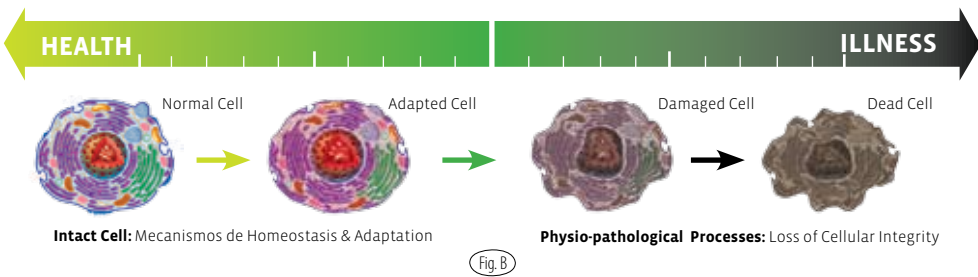 HEALTH
ILLNESS
Normal Cell
Adapted Cell
Damaged Cell
Dead Cell
Intact Cell: Mecanismos de Homeostasis & Adaptation
Physio-pathological Processes: Loss of Cellular Integrity
Fig. B